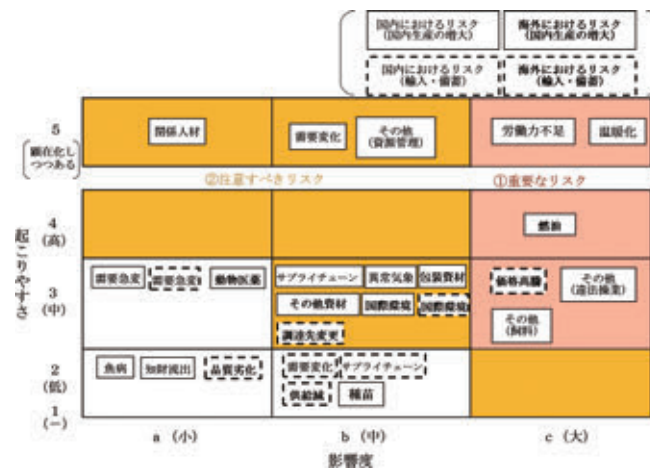 国内におけるリスク
(国内生産の増大)
海外におけるリスク
(国内生産の増大)
国内におけるリスク
(輸入・備蓄)
海外におけるリスク
(輸入・備蓄)
5
顕在化し
つつある
関係人材
需要変化
その他
(資源管理)
労働力不足
温暖化
②注意すべきリスク
①重要なリスク
起こりやすさ
4
(高)
燃油
3
(中)
需要急変
需要急変
動物医薬
サプライチェーン
異常気象
包装資材
その他資材
国際環境
国際環境
調達先変更
価格高騰
その他
(違法操業)
その他
(飼料)
2
(低)
魚病
知財流出
品質劣化
需要変化
サプライチェーン
供給減
種苗
1
(ー)
a (小)
b (中)
c (大)
影響度